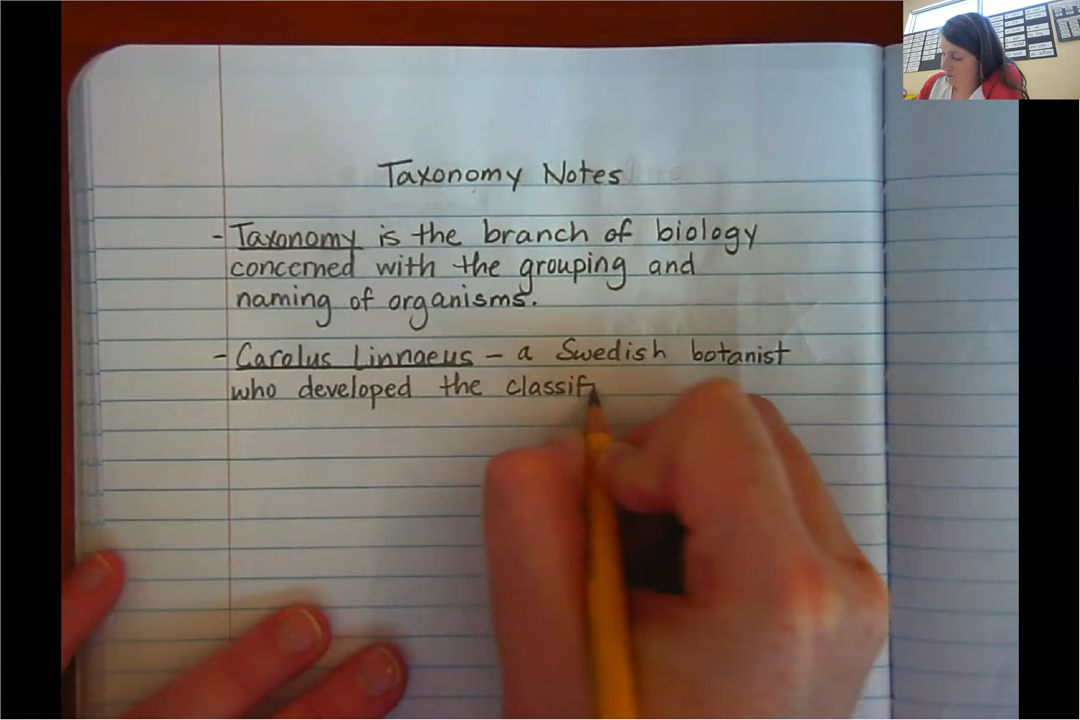 Taxonomy Notes
- Taxonomy is the branch of biology
concerned with the grouping and
naming of organisms.
- Carolus Linnaeus – a Swedish botanist
who developed the classif